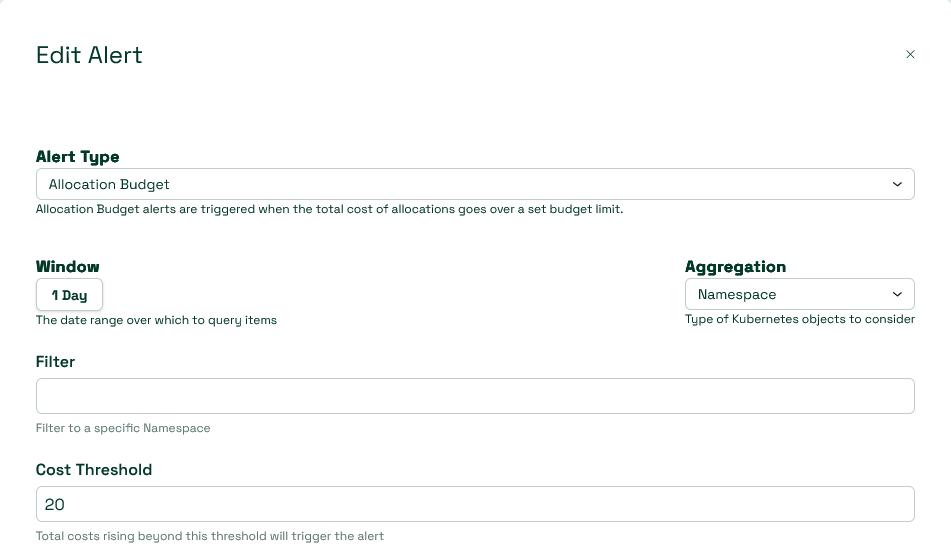 Edit Alert
Alert Type
Allocation Budget
Allocation Budget alerts are triggered when the total cost of allocations goes over a set budget limit.
Window
1 Day
The date range over which to query items
Aggregation
Namespace
Type of Kubernetes objects to consider
Filter
Filter to a specific Namespace
Cost Threshold
20
Total costs rising beyond this threshold will trigger the alert